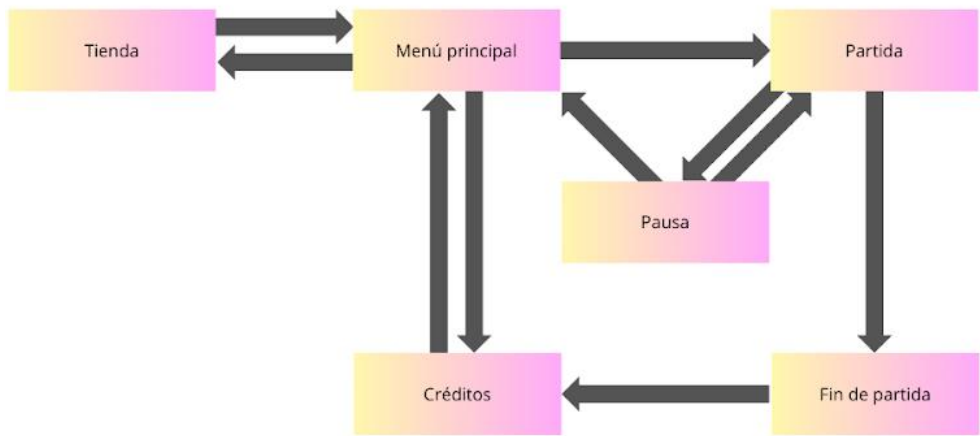 Tienda
Menú principal
Partida
Pausa
Créditos
Fin de partida